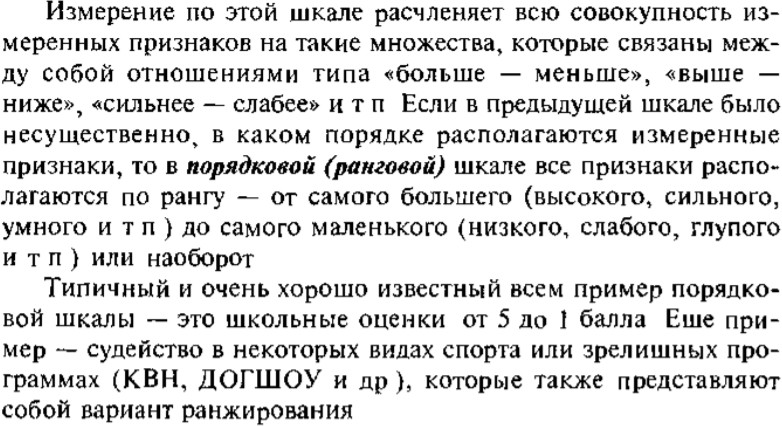 Измерение по этой шкале расчленяет всю совокупность из-
меренных признаков на такие множества, которые связаны меж-
ду собой отношениями типа «больше — меньше», «выше —
ниже», «сильнее — слабее» и т п Если в предыдущей шкале было
несущественно, в каком порядке располагаются измеренные
признаки, то в порядковой (ранговой) шкале все признаки распо-
лагаются по рангу — от самого большего (высокого, сильного,
умного и т п ) до самого маленького (низкого, слабого, глупого
и т п ) или наоборот
Типичный и очень хорошо известный всем пример порядко-
вой шкалы — это школьные оценки от 5 до 1 балла Еше при-
мер — судейство в некоторых видах спорта или зрелишных про-
граммах (КВН, ДОГШОУ и др ), которые также представляют
собой вариант ранжирования